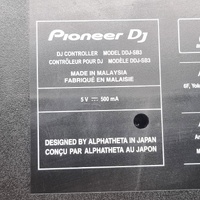 Pioneer Dj
DJ CONTROLLER MODEL DDJ-SB3
CONTRÔLEUR POUR DJ MODÈLE DDJ-SB3
MADE IN MALAYSIA
FABRIQUÉ EN MALAISIE
5 V ⎓ 500 mA
DESIGNED BY ALPHATHETA IN JAPAN
CONÇU PAR ALPHATHETA AU JAPON